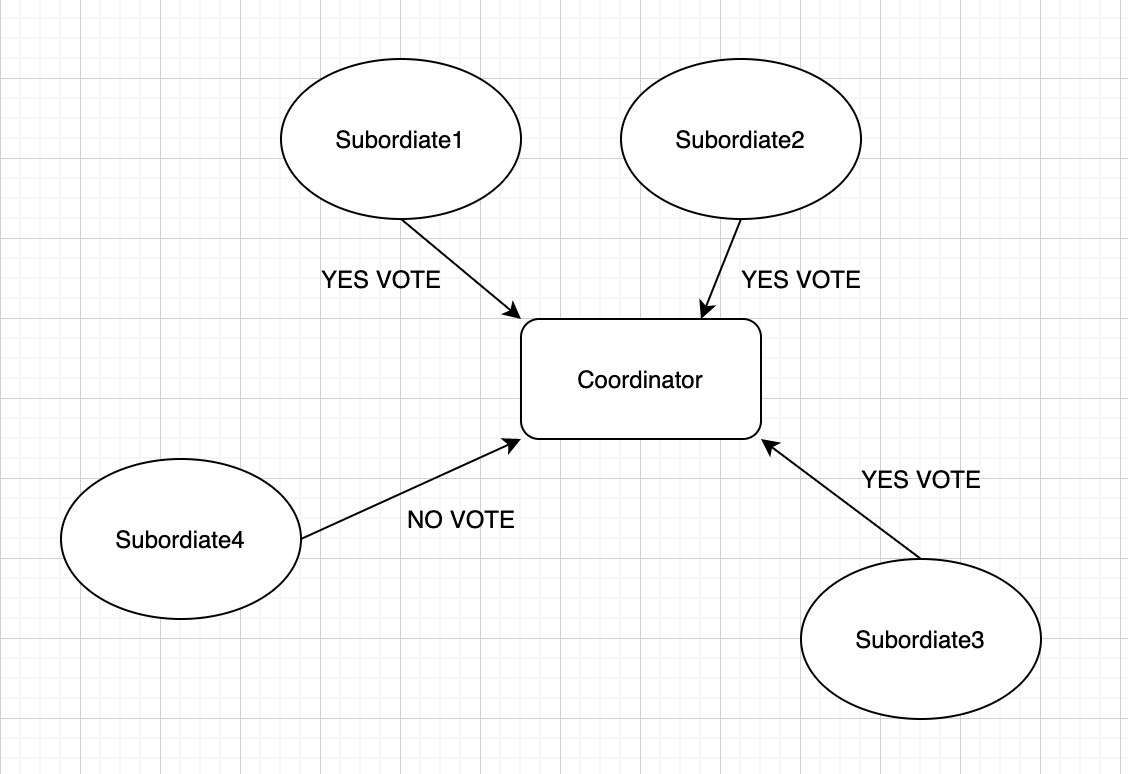 Subordiate1
Subordiate2
YES VOTE
YES VOTE
Coordinator
YES VOTE
NO VOTE
Subordiate4
Subordiate3